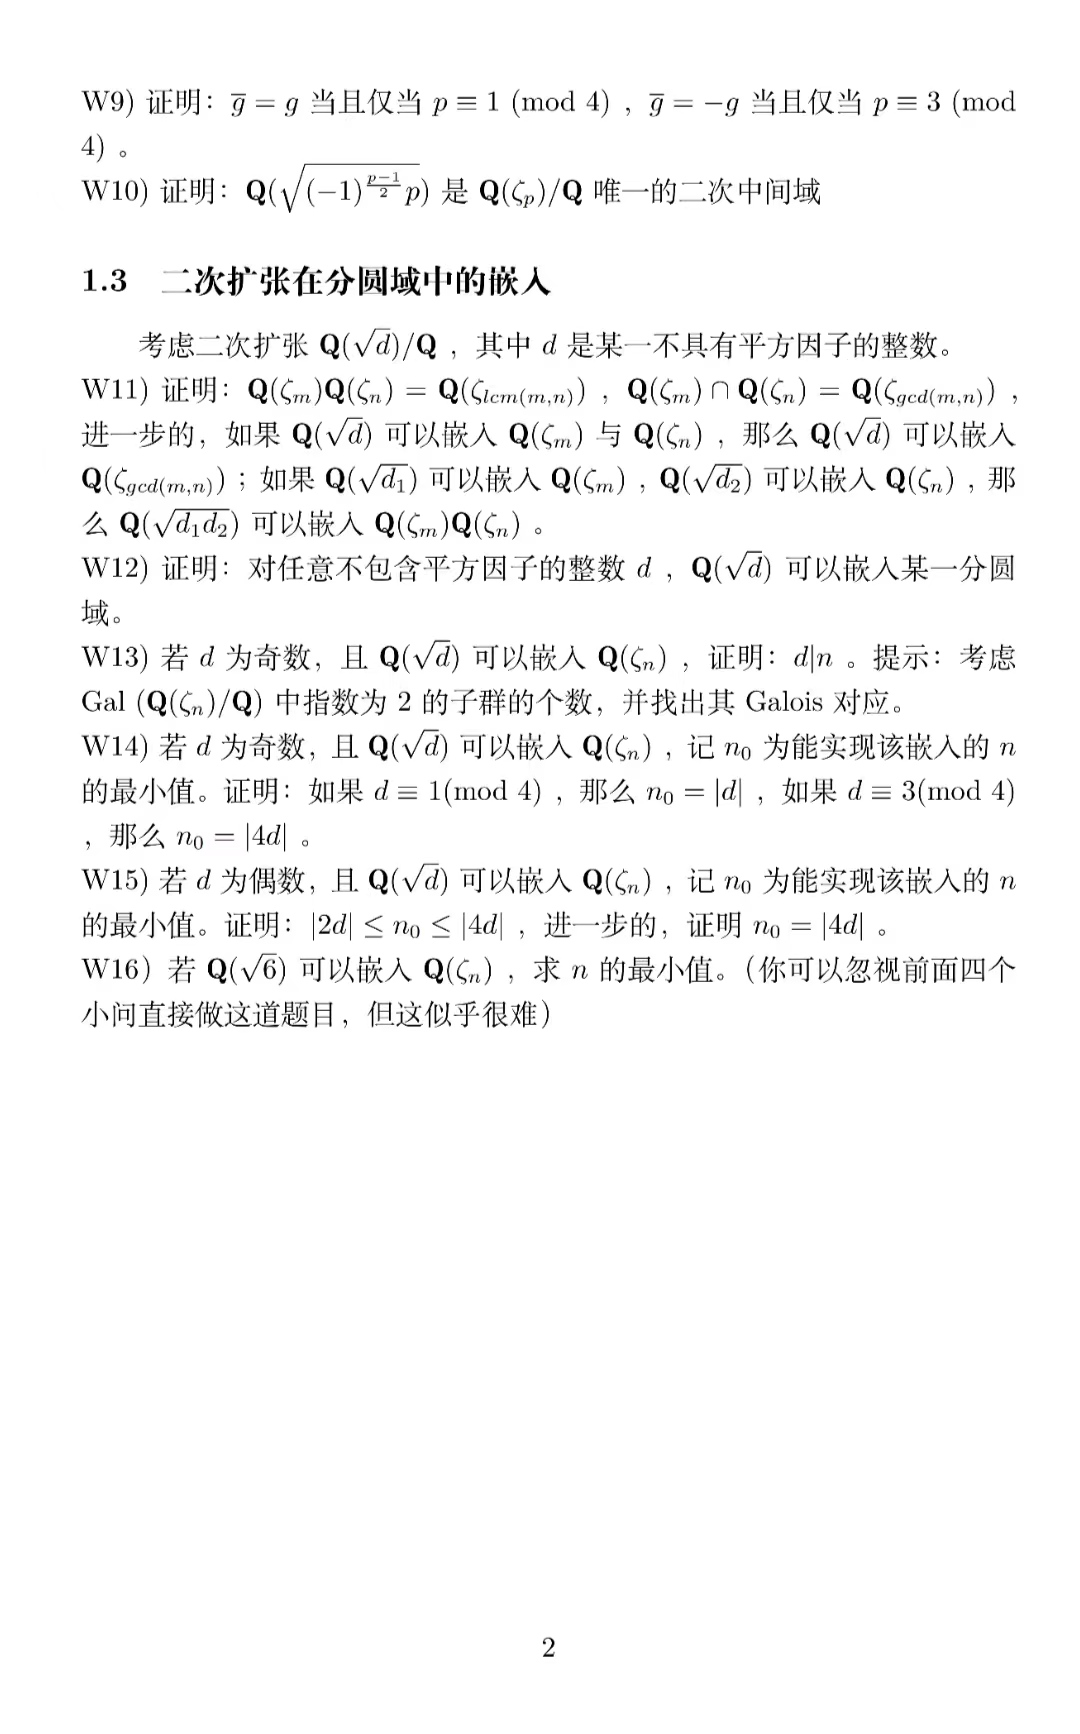 W9) 证明：$\overline{g} = g$ 当且仅当 $p \equiv 1 \pmod 4$ ，$\overline{g} = -g$ 当且仅当 $p \equiv 3$ (mod
4) 。
W10) 证明：$\mathbf{Q}(\sqrt{(-1)^{\frac{p-1}{2}}p})$ 是 $\mathbf{Q}(\zeta_p)/\mathbf{Q}$ 唯一的二次中间域
1.3 二次扩张在分圆域中的嵌入
考虑二次扩张 $\mathbf{Q}(\sqrt{d})/\mathbf{Q}$ ，其中 $d$ 是某一不具有平方因子的整数。
W11) 证明：$\mathbf{Q}(\zeta_m)\mathbf{Q}(\zeta_n) = \mathbf{Q}(\zeta_{lcm(m,n)})$ ，$\mathbf{Q}(\zeta_m) \cap \mathbf{Q}(\zeta_n) = \mathbf{Q}(\zeta_{gcd(m,n)})$ ，
进一步的，如果 $\mathbf{Q}(\sqrt{d})$ 可以嵌入 $\mathbf{Q}(\zeta_m)$ 与 $\mathbf{Q}(\zeta_n)$ ，那么 $\mathbf{Q}(\sqrt{d})$ 可以嵌入
$\mathbf{Q}(\zeta_{gcd(m,n)})$ ；如果 $\mathbf{Q}(\sqrt{d_1})$ 可以嵌入 $\mathbf{Q}(\zeta_m)$ ，$\mathbf{Q}(\sqrt{d_2})$ 可以嵌入 $\mathbf{Q}(\zeta_n)$ ，那
么 $\mathbf{Q}(\sqrt{d_1d_2})$ 可以嵌入 $\mathbf{Q}(\zeta_m)\mathbf{Q}(\zeta_n)$ 。
W12) 证明：对任意不包含平方因子的整数 $d$ ，$\mathbf{Q}(\sqrt{d})$ 可以嵌入某一分圆
域。
W13) 若 $d$ 为奇数，且 $\mathbf{Q}(\sqrt{d})$ 可以嵌入 $\mathbf{Q}(\zeta_n)$ ，证明：$d|n$ 。提示：考虑
Gal $(\mathbf{Q}(\zeta_n)/\mathbf{Q})$ 中指数为 2 的子群的个数，并找出其 Galois 对应。
W14) 若 $d$ 为奇数，且 $\mathbf{Q}(\sqrt{d})$ 可以嵌入 $\mathbf{Q}(\zeta_n)$ ，记 $n_0$ 为能实现该嵌入的 $n$
的最小值。证明：如果 $d \equiv 1(\text{mod } 4)$ ，那么 $n_0 = |d|$ ，如果 $d \equiv 3(\text{mod } 4)$
，那么 $n_0 = |4d|$ 。
W15) 若 $d$ 为偶数，且 $\mathbf{Q}(\sqrt{d})$ 可以嵌入 $\mathbf{Q}(\zeta_n)$ ，记 $n_0$ 为能实现该嵌入的 $n$
的最小值。证明：$|2d| \leq n_0 \leq |4d|$ ，进一步的，证明 $n_0 = |4d|$ 。
W16）若 $\mathbf{Q}(\sqrt{6})$ 可以嵌入 $\mathbf{Q}(\zeta_n)$ ，求 $n$ 的最小值。（你可以忽视前面四个
小问直接做这道题目，但这似乎很难）
2